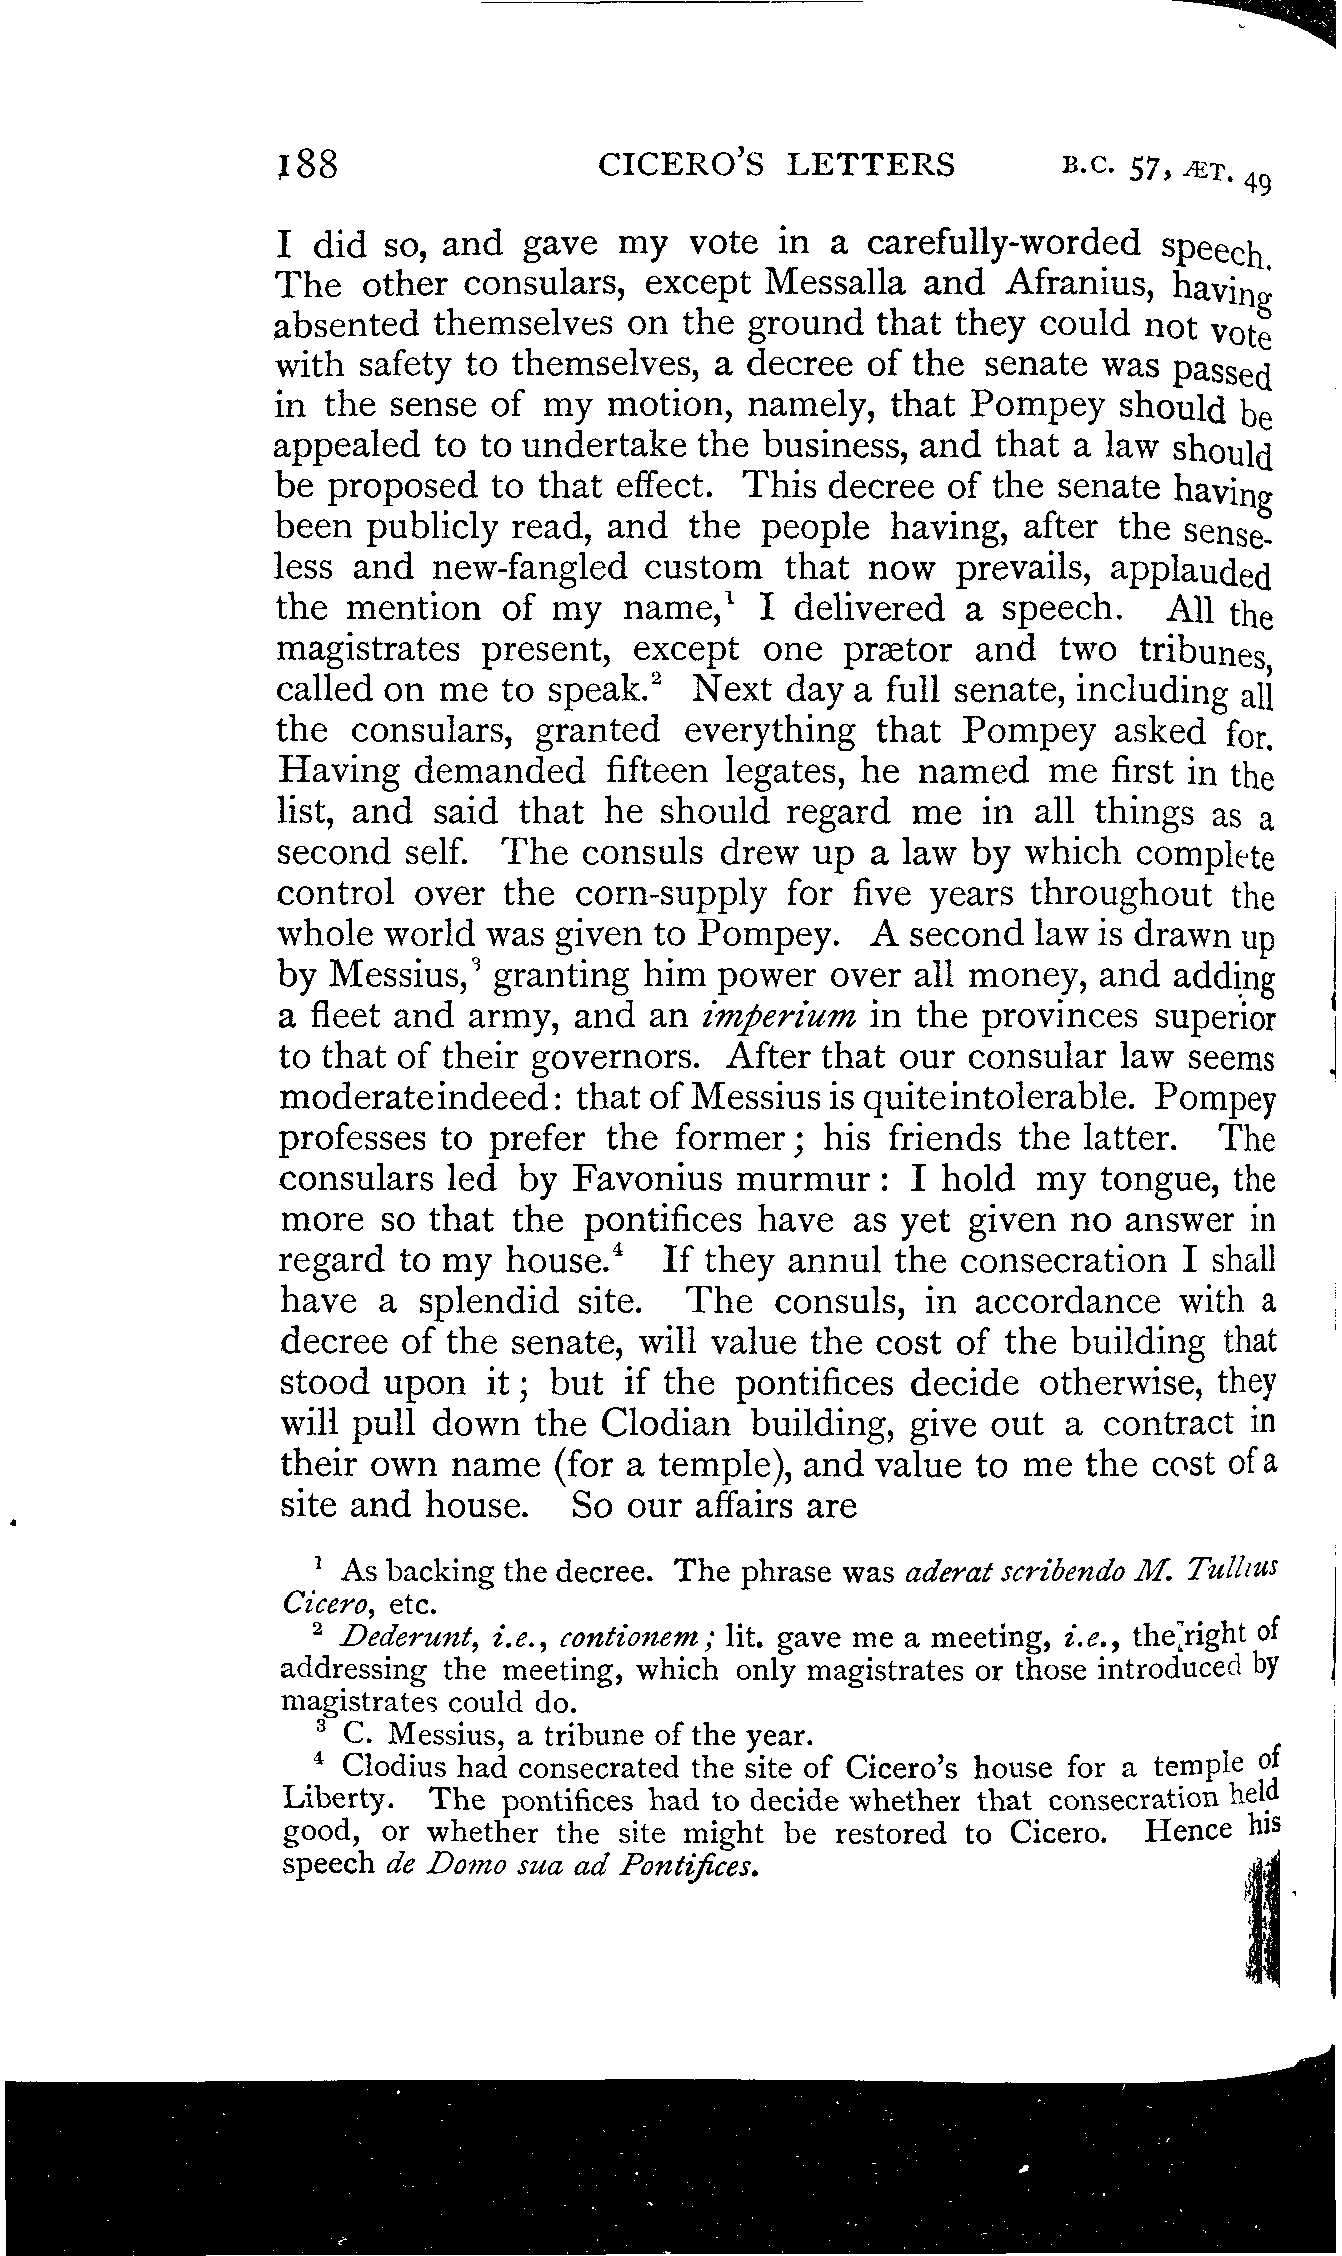 188 CICERO'S LETTERS B.C. 57, ÆT. 49
I did so, and gave my vote in a carefully-worded speech.
The other consulars, except Messalla and Afranius, having
absented themselves on the ground that they could not vote
with safety to themselves, a decree of the senate was passed
in the sense of my motion, namely, that Pompey should be
appealed to to undertake the business, and that a law should
be proposed to that effect. This decree of the senate having
been publicly read, and the people having, after the sense-
less and new-fangled custom that now prevails, applauded
the mention of my name,¹ I delivered a speech. All the
magistrates present, except one prætor and two tribunes,
called on me to speak.² Next day a full senate, including all
the consulars, granted everything that Pompey asked for.
Having demanded fifteen legates, he named me first in the
list, and said that he should regard me in all things as a
second self. The consuls drew up a law by which complete
control over the corn-supply for five years throughout the
whole world was given to Pompey. A second law is drawn up
by Messius,³ granting him power over all money, and adding
a fleet and army, and an imperium in the provinces superior
to that of their governors. After that our consular law seems
moderate indeed: that of Messius is quite intolerable. Pompey
professes to prefer the former; his friends the latter. The
consulars led by Favonius murmur: I hold my tongue, the
more so that the pontifices have as yet given no answer in
regard to my house.⁴ If they annul the consecration I shall
have a splendid site. The consuls, in accordance with a
decree of the senate, will value the cost of the building that
stood upon it; but if the pontifices decide otherwise, they
will pull down the Clodian building, give out a contract in
their own name (for a temple), and value to me the cost of a
site and house. So our affairs are
¹ As backing the decree. The phrase was aderat scribendo M. Tullius
Cicero, etc.
² Dederunt, i.e., contionem; lit. gave me a meeting, i.e., the right of
addressing the meeting, which only magistrates or those introduced by
magistrates could do.
³ C. Messius, a tribune of the year.
⁴ Clodius had consecrated the site of Cicero's house for a temple of
Liberty. The pontifices had to decide whether that consecration held
good, or whether the site might be restored to Cicero. Hence his
speech de Domo sua ad Pontifices.